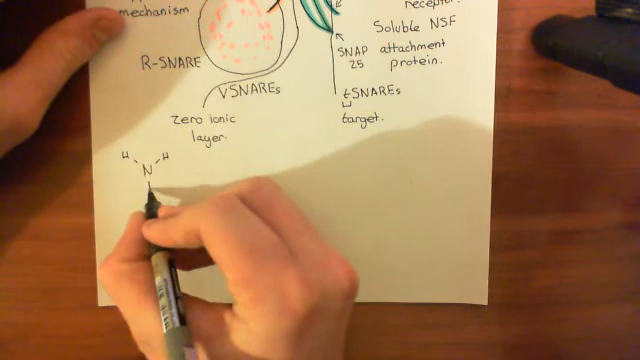 mechanism
R-SNARE
VSNAREs
Zero ionic
layer.
receptor.
Soluble NSF
SNAP attachment
25 protein.
tSNAREs
target.
H H
N